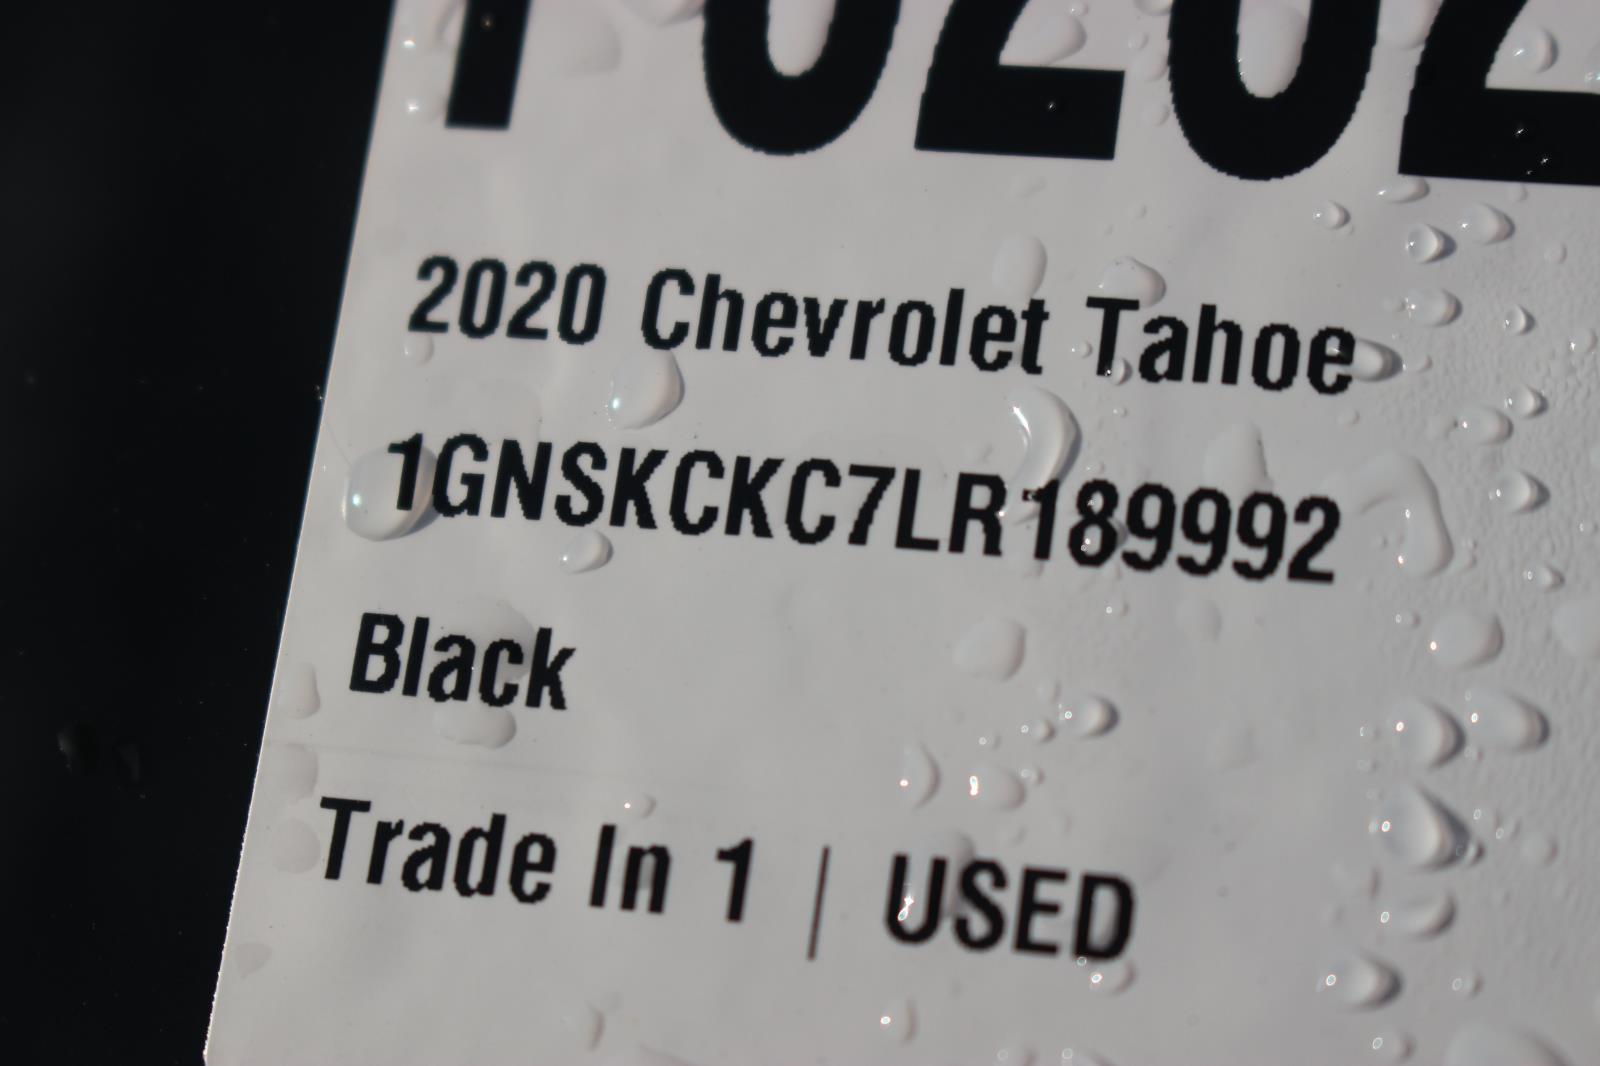 2020 Chevrolet Tahoe
1GNSKCKC7LR189992
Black
Trade In 1 | USED